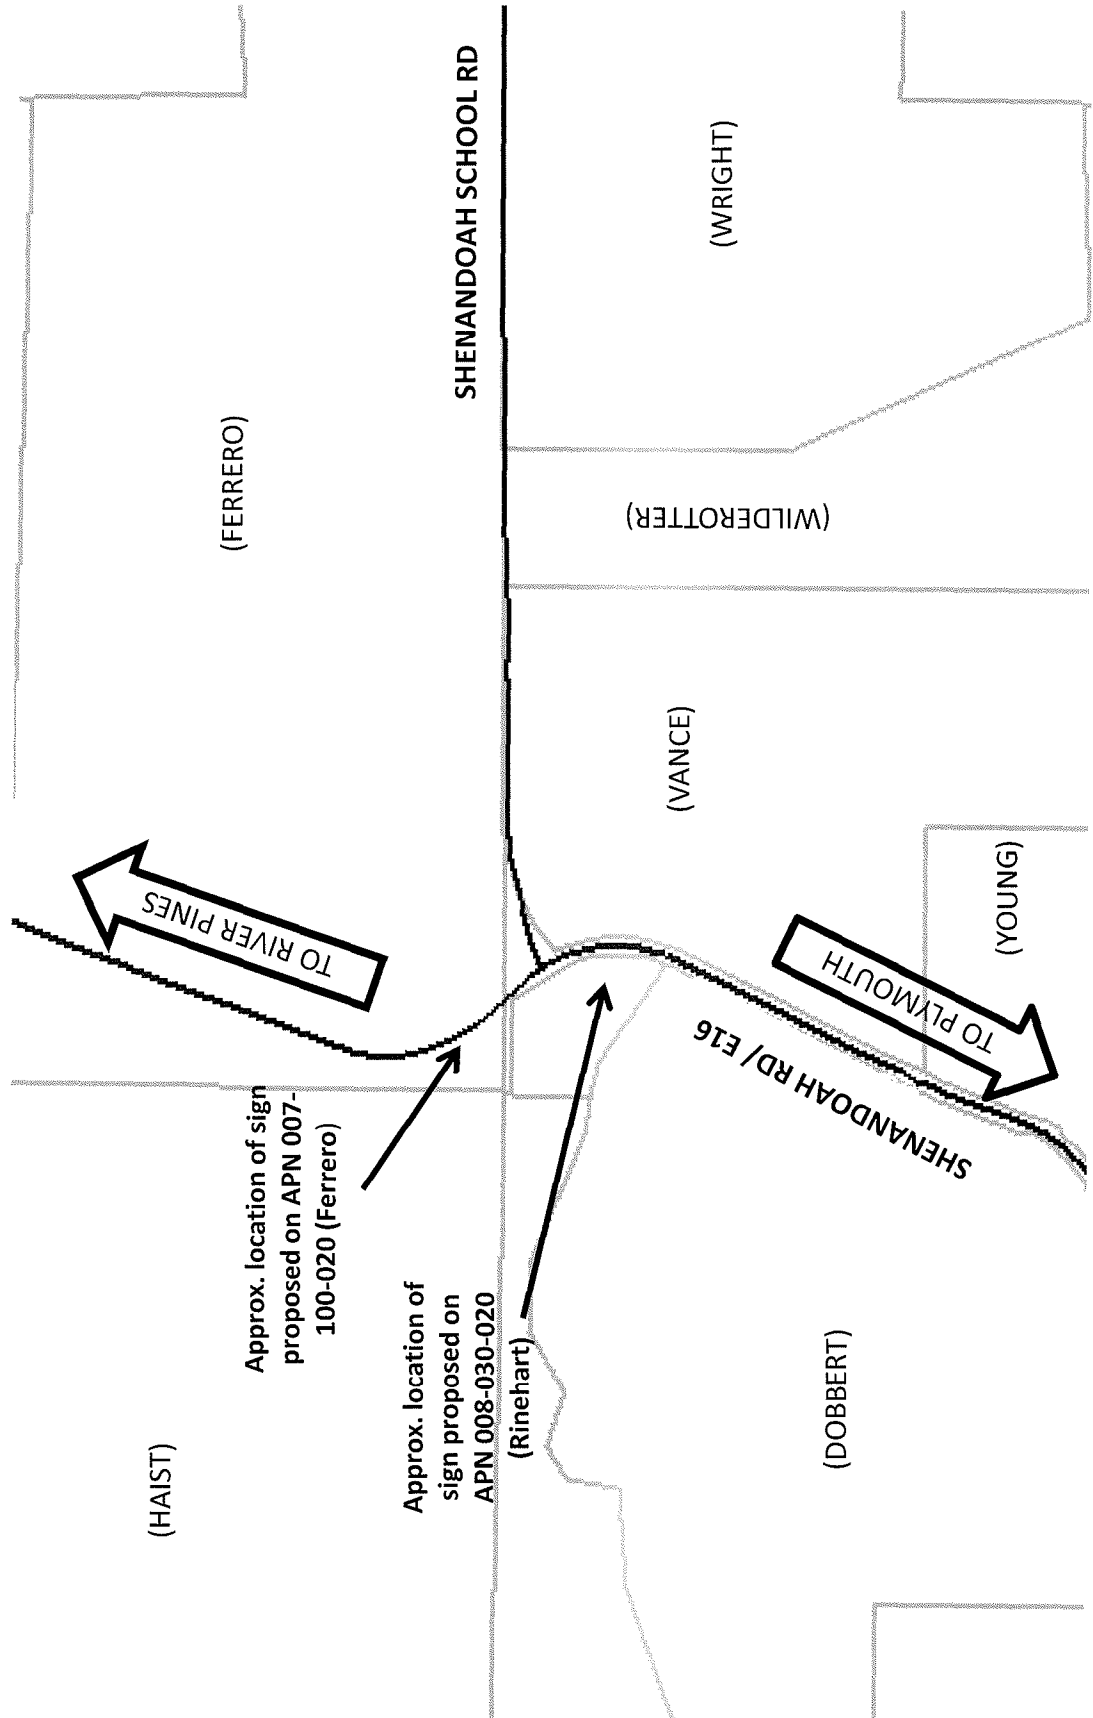 (HAIST)
Approx. location of sign
proposed on APN 007-
100-020 (Ferrero)
Approx. location of
sign proposed on
APN 008-030-020
(Rinehart)
(DOBBERT)
TO RIVER PINES
(FERRERO)
SHENANDOAH SCHOOL RD
SHENANDOAH RD/ E16
TO PLYMOUTH
(YOUNG)
(VANCE)
(WILDEROTTER)
(WRIGHT)